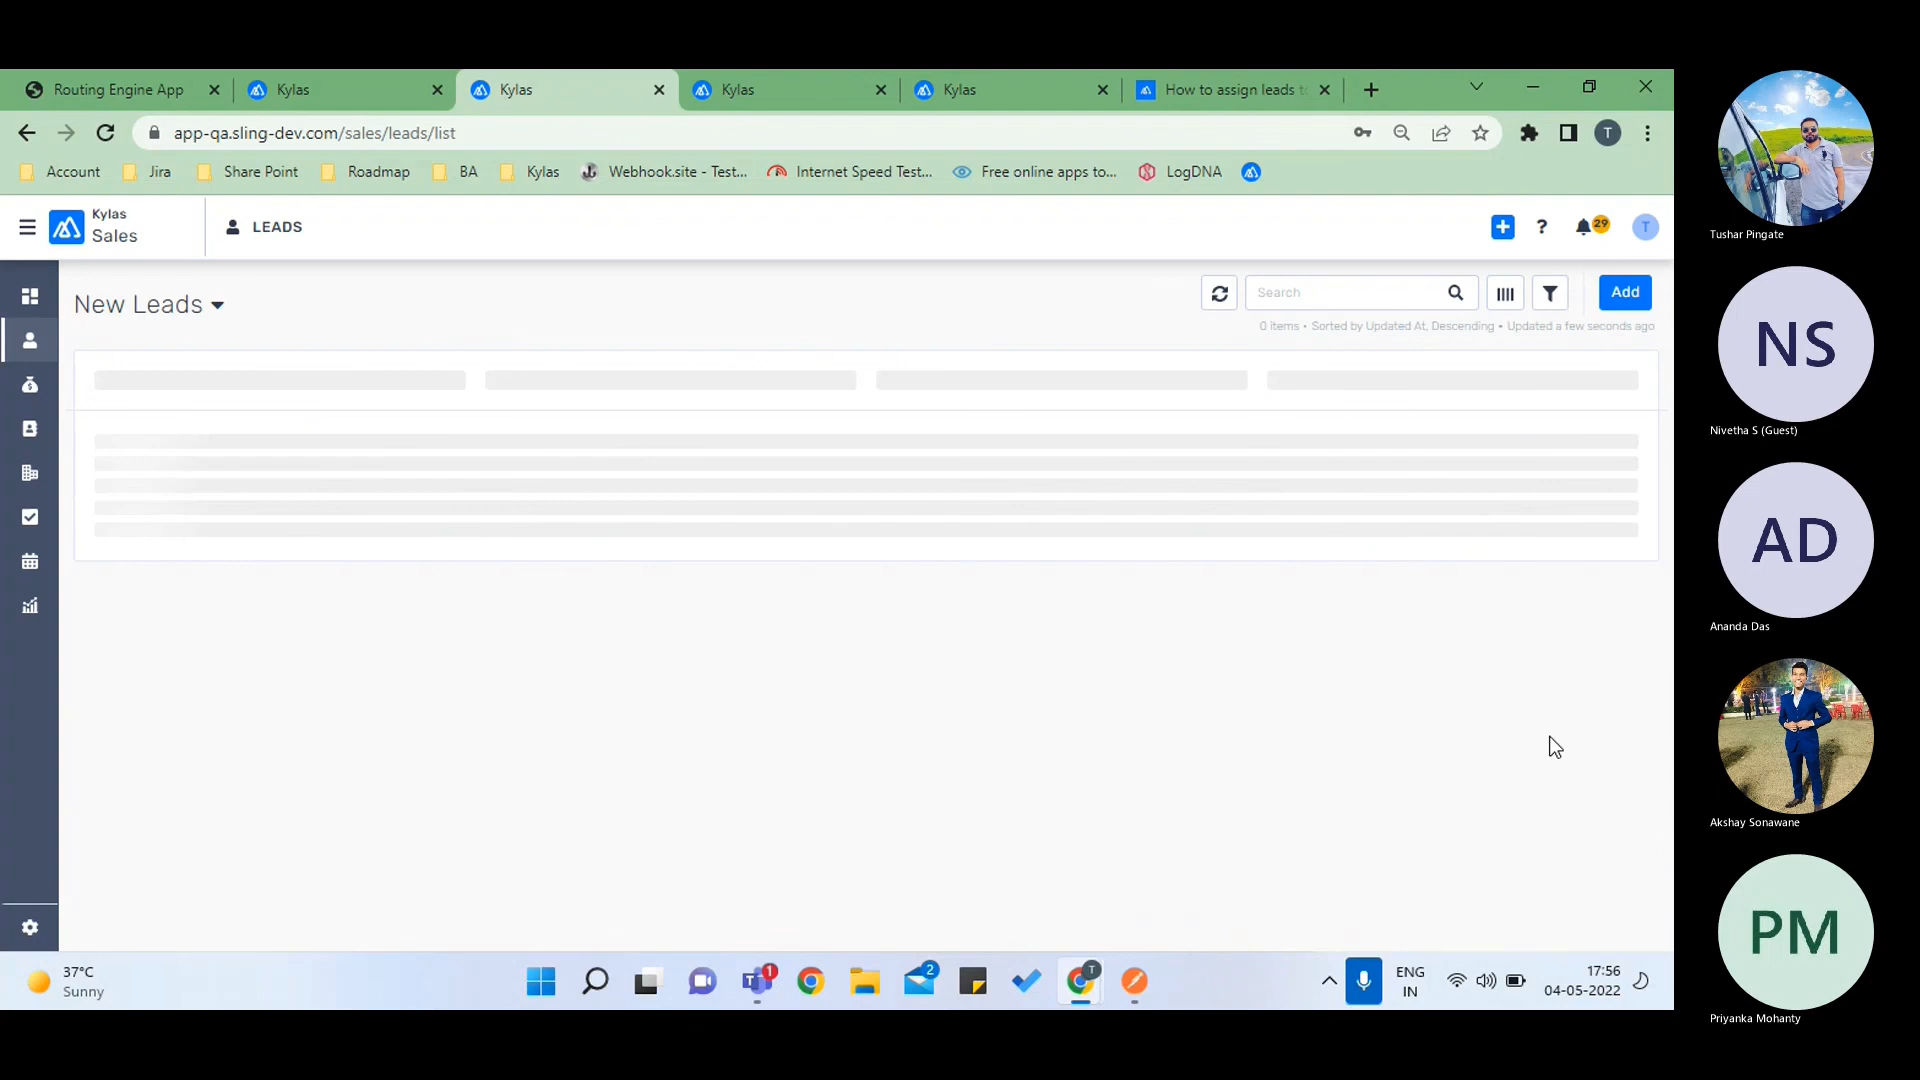 Routing Engine App
Kylas
Kylas
Kylas
Kylas
How to assign leads to
app-qa.sling-dev.com/sales/leads/list
T
Account
Jira
Share Point
Roadmap
BA
Kylas
Webhook.site - Test...
Internet Speed Test...
Free online apps to...
LogDNA
Kylas
Sales
LEADS
?
29
T
New Leads
Search
Add
0 items • Sorted by Updated At, Descending • Updated a few seconds ago
37°C
Sunny
1
2
T
ENG
IN
17:56
04-05-2022
Tushar Pingate
NS
Nivetha S (Guest)
AD
Ananda Das
Akshay Sonawane
PM
Priyanka Mohanty